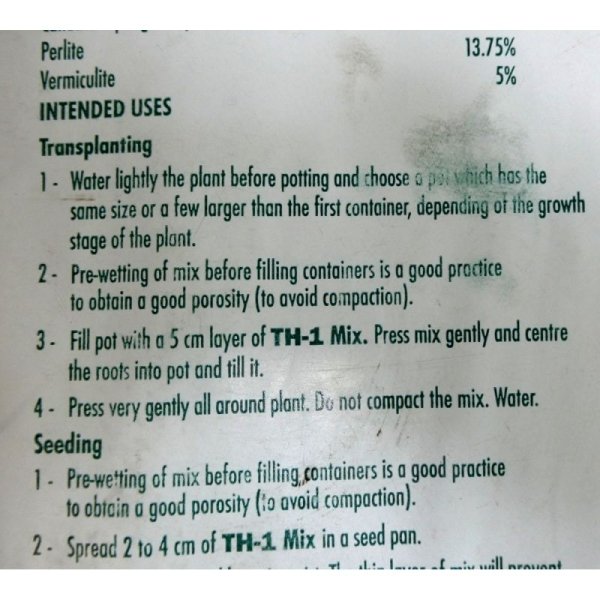 Perlite 13.75%
Vermiculite 5%
INTENDED USES
Transplanting
1 - Water lightly the plant before potting and choose a pot which has the
same size or a few larger than the first container, depending of the growth
stage of the plant.
2 - Pre-wetting of mix before filling containers is a good practice
to obtain a good porosity (to avoid compaction).
3 - Fill pot with a 5 cm layer of TH-1 Mix. Press mix gently and centre
the roots into pot and till it.
4 - Press very gently all around plant. Do not compact the mix. Water.
Seeding
1 - Pre-wetting of mix before filling containers is a good practice
to obtain a good porosity (to avoid compaction).
2 - Spread 2 to 4 cm of TH-1 Mix in a seed pan.